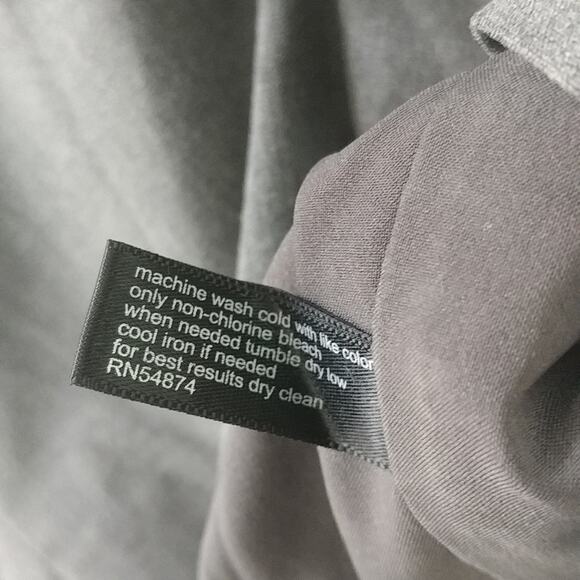 machine wash cold with like color
only non-chlorine bleach
when needed tumble dry low
cool iron if needed
for best results dry clean
RN54874